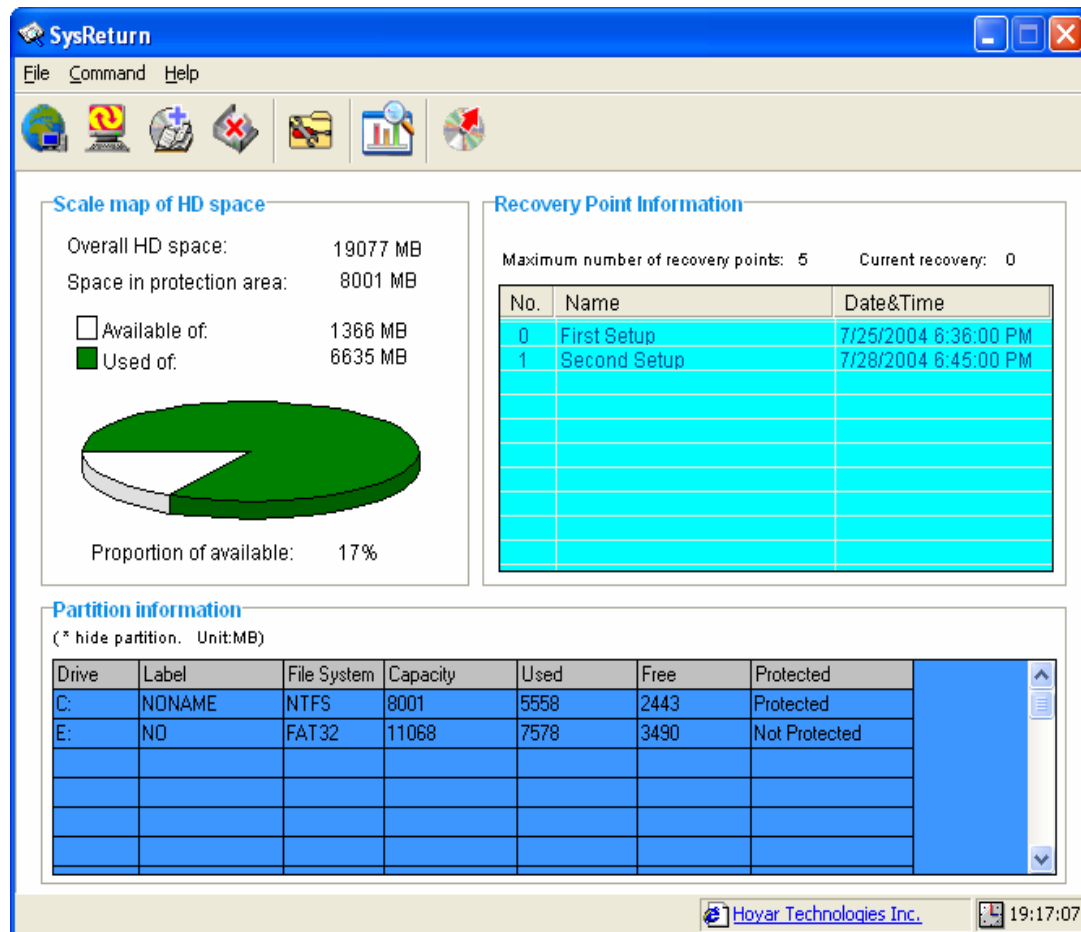 SysReturn
File Command Help
Scale map of HD space
Overall HD space: 19077 MB
Space in protection area: 8001 MB
Available of: 1366 MB
Used of: 6635 MB
Proportion of available: 17%
Recovery Point Information
Maximum number of recovery points: 5 Current recovery: 0
No. Name Date&Time
0 First Setup 7/25/2004 6:36:00 PM
1 Second Setup 7/28/2004 6:45:00 PM
Partition information
(* hide partition. Unit:MB)
Drive Label File System Capacity Used Free Protected
C: NONAME NTFS 8001 5558 2443 Protected
E: NO FAT32 11068 7578 3490 Not Protected
Hoyar Technologies Inc. 19:17:07